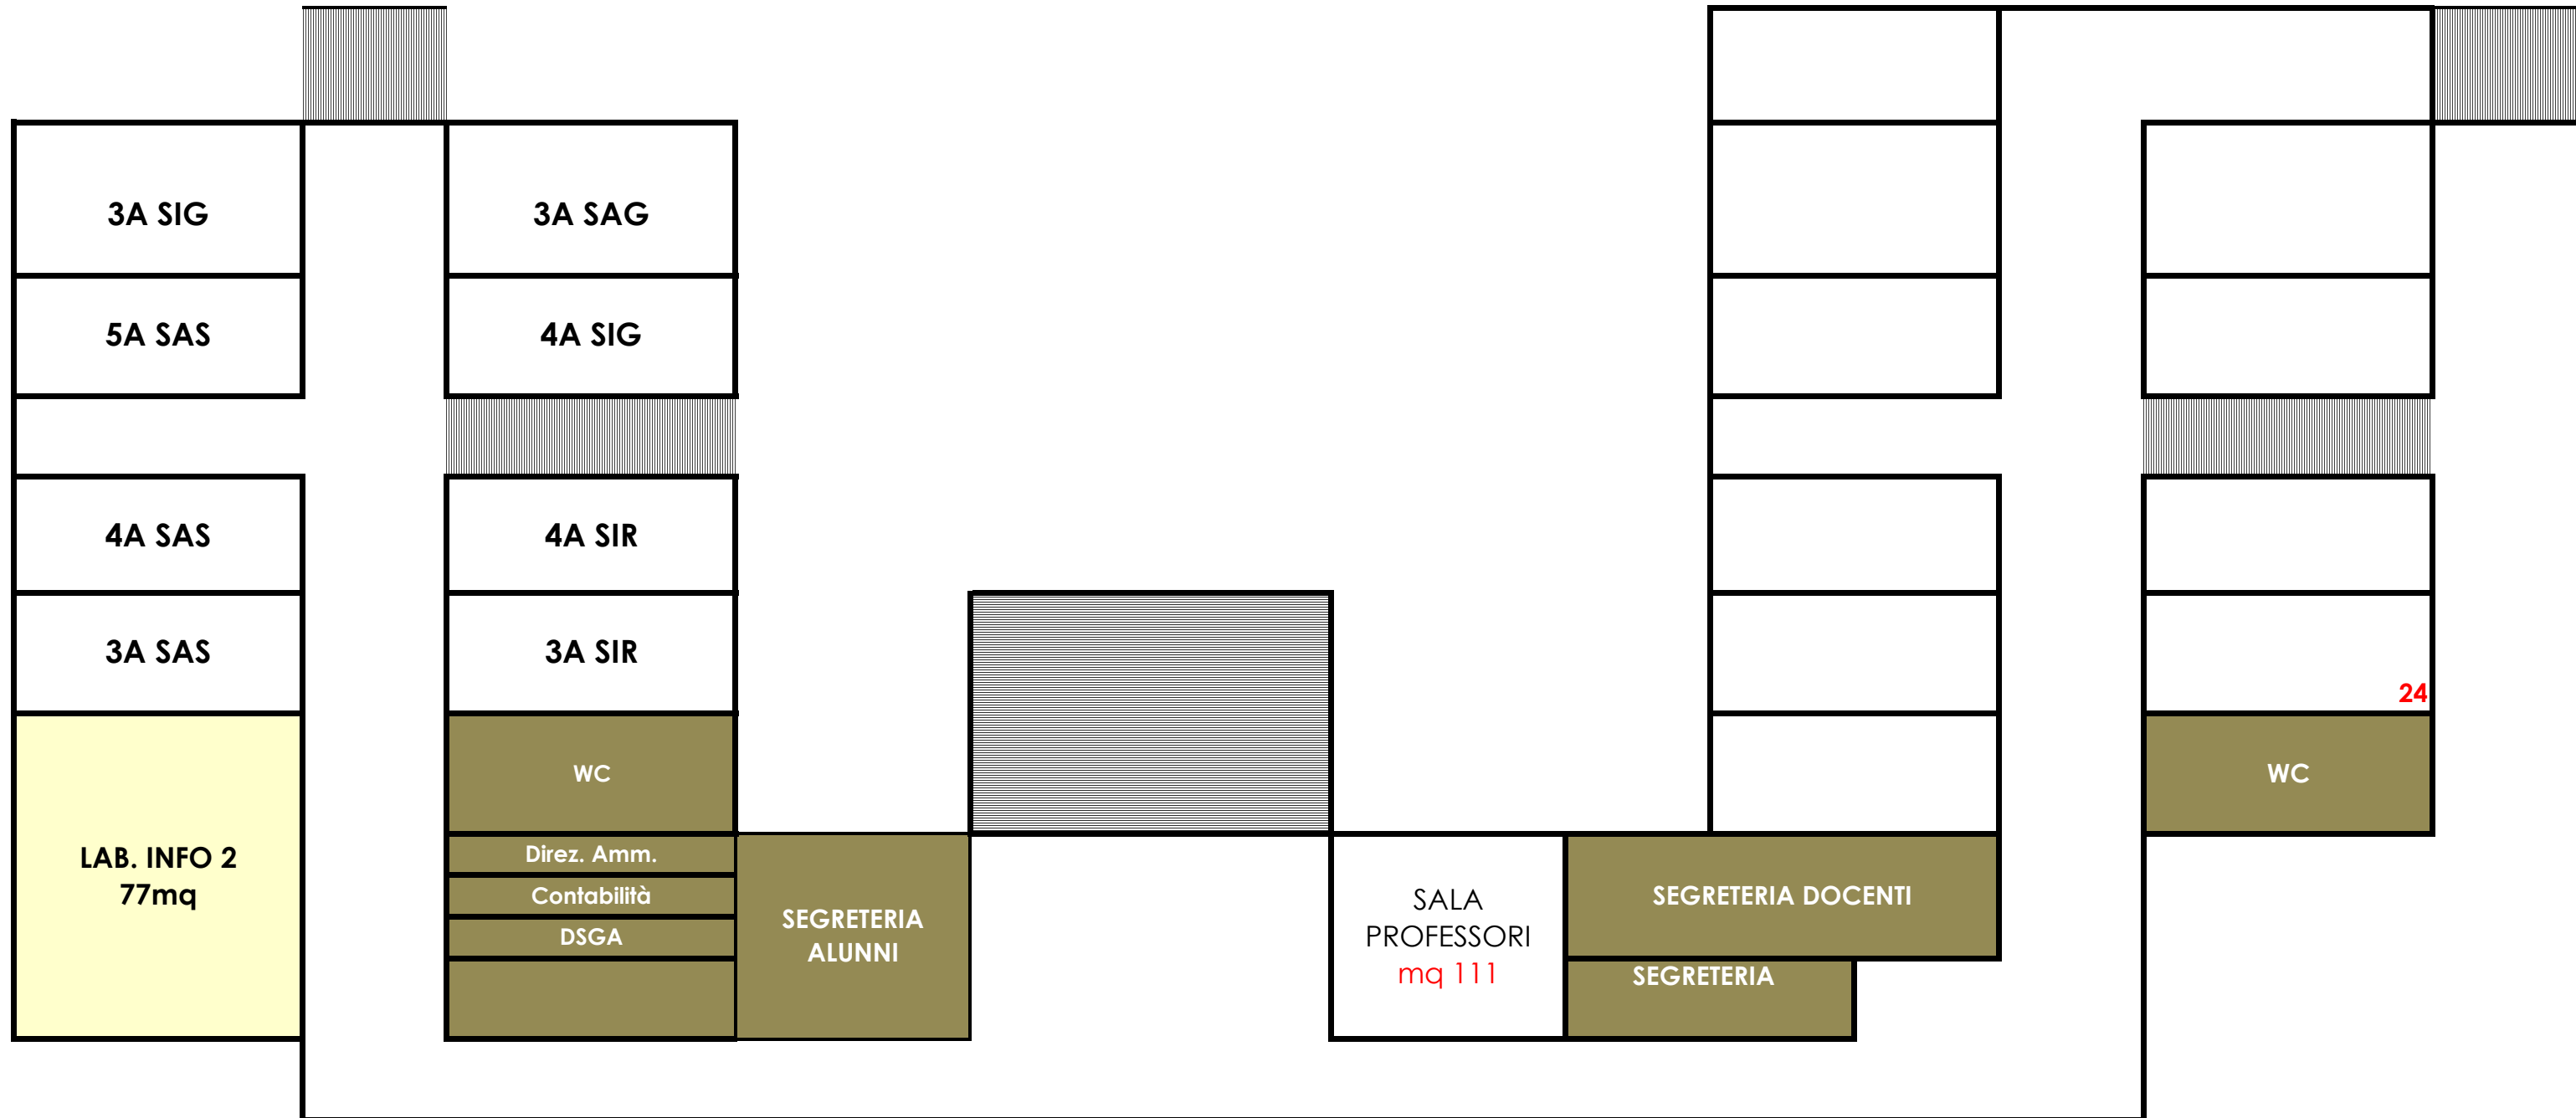 3A SIG
3A SAG
5A SAS
4A SIG
4A SAS
4A SIR
3A SAS
3A SIR
24
WC
WC
LAB. INFO 2
77mq
Direz. Amm.
Contabilità
DSGA
SEGRETERIA
ALUNNI
SALA
PROFESSORI
mq 111
SEGRETERIA DOCENTI
SEGRETERIA